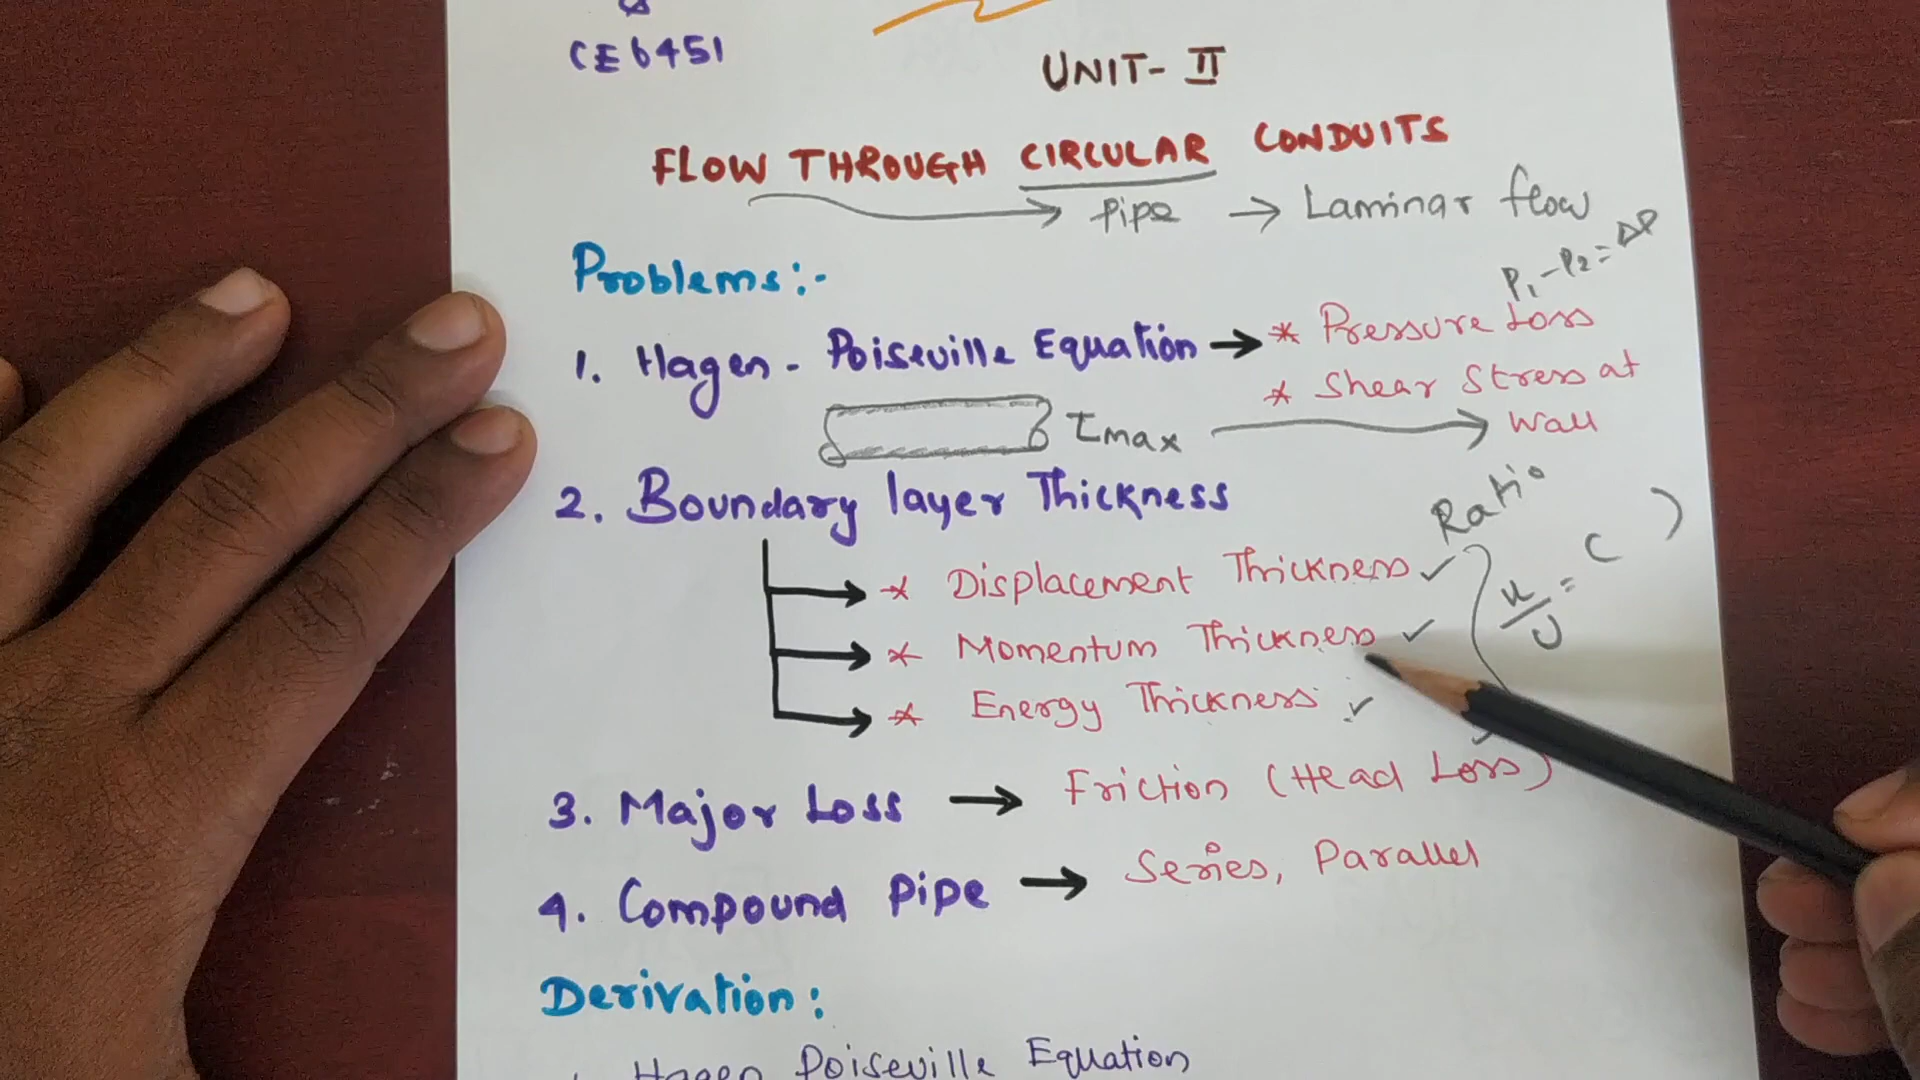 CE6451
UNIT- II
FLOW THROUGH CIRCULAR CONDUITS
pipe → Laminar flow
Problems:-
P1-P2=ΔP
1. Hagen - Poiseville Equation → * Pressure Loss
* Shear Stress at
τmax → Wall
2. Boundary layer Thickness
Ratio
* Displacement Thickness ✓
u/U = ( )
* Momentum Thickness ✓
* Energy Thickness ✓
3. Major Loss → Friction (Head Loss)
4. Compound Pipe → Series, Parallel
Derivation:
Hagen Poiseville Equation